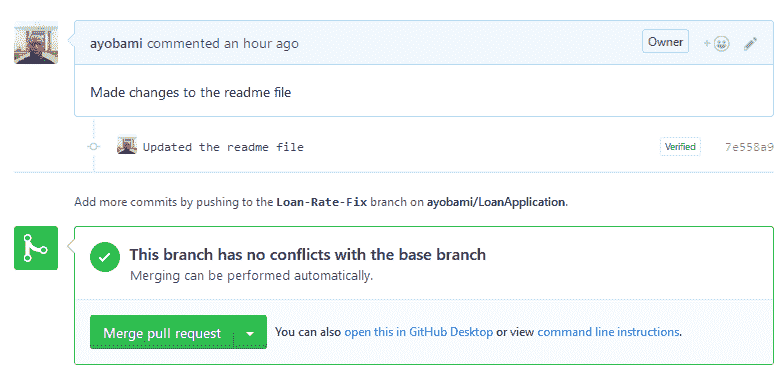 ayobami commented an hour ago
Owner
+
Made changes to the readme file
Updated the readme file
Verified
7e558a9
Add more commits by pushing to the Loan-Rate-Fix branch on ayobami/LoanApplication.
This branch has no conflicts with the base branch
Merging can be performed automatically.
Merge pull request
You can also open this in GitHub Desktop or view command line instructions.